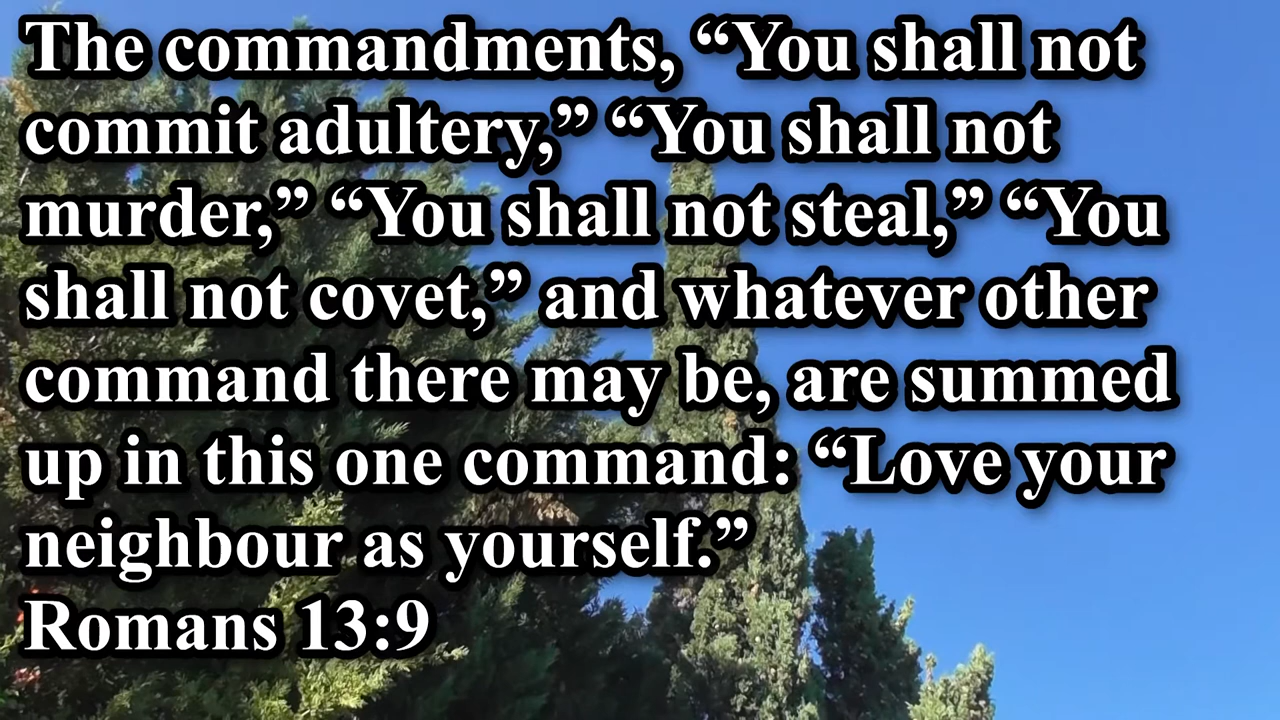 The commandments, “You shall not
commit adultery,” “You shall not
murder,” “You shall not steal,” “You
shall not covet,” and whatever other
command there may be, are summed
up in this one command: “Love your
neighbour as yourself.”
Romans 13:9